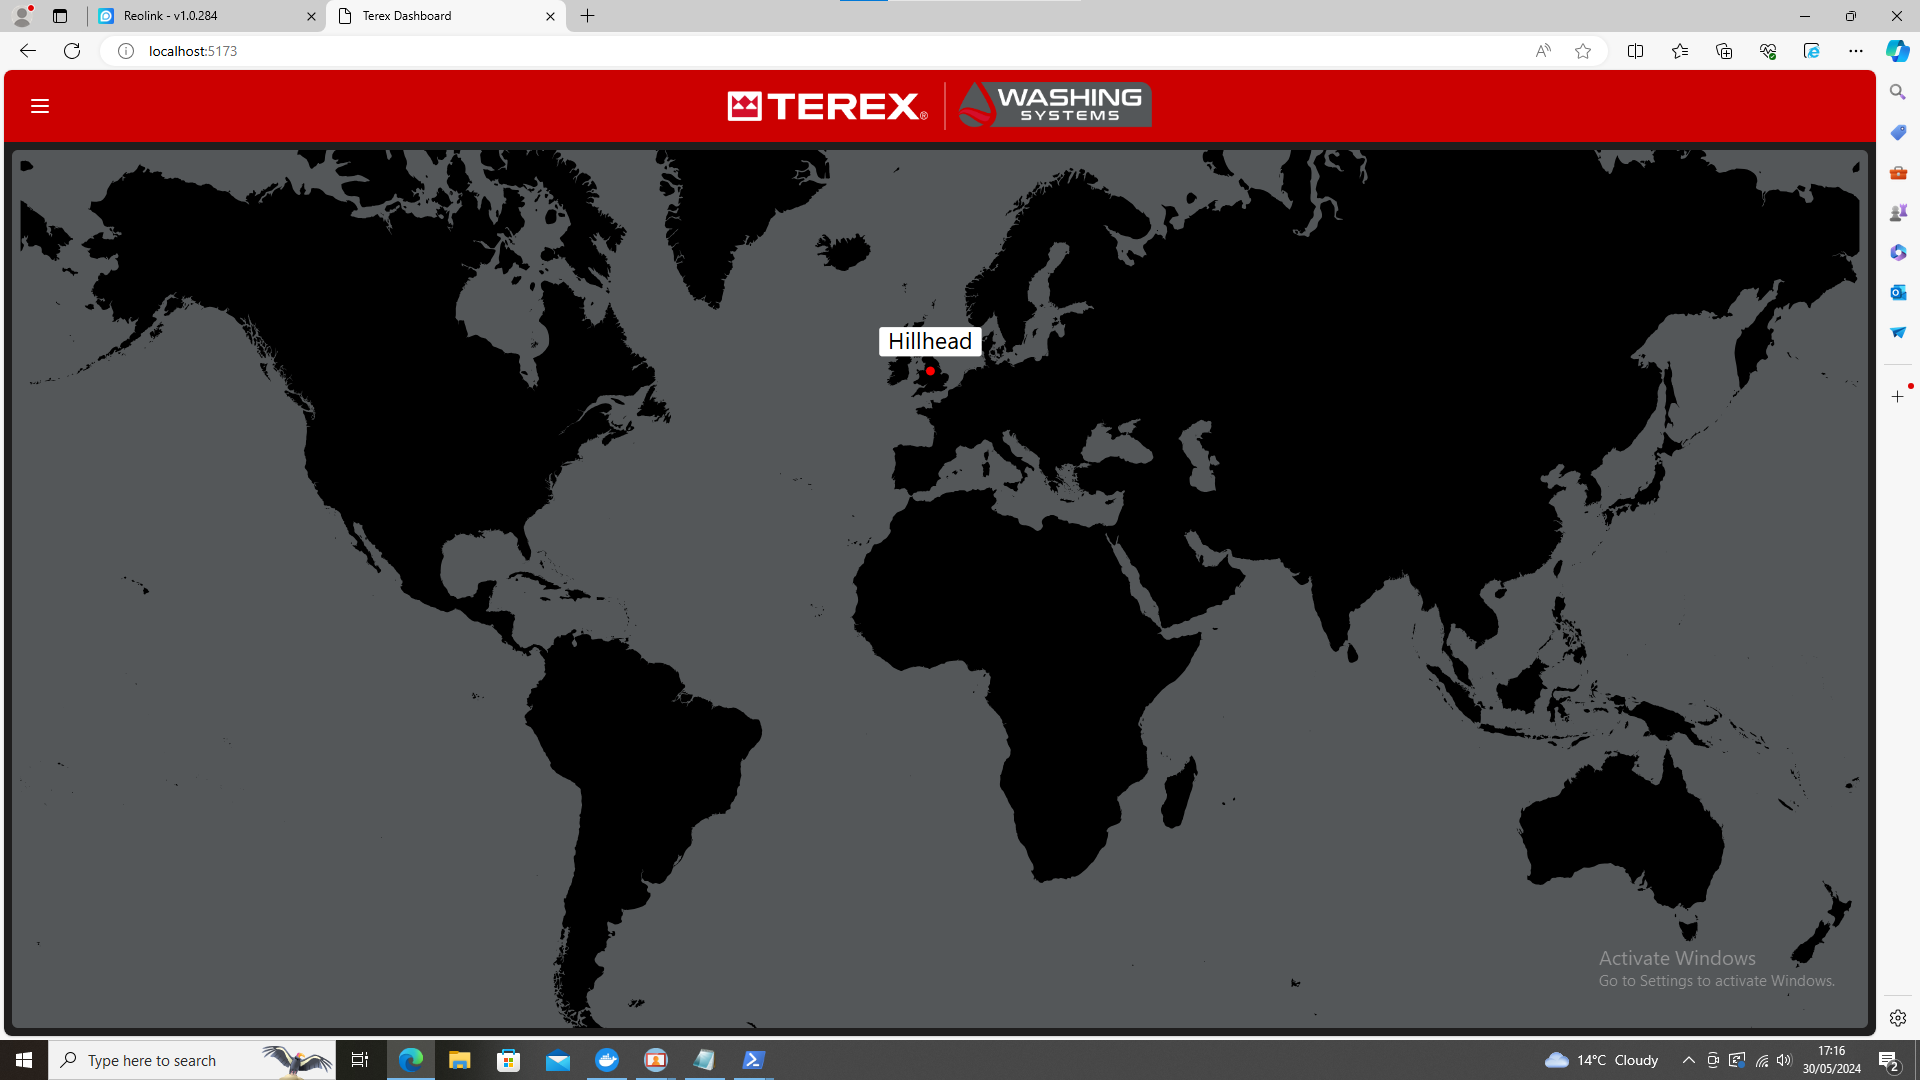 Reolink - v1.0.284
Terex Dashboard
localhost:5173
TEREX®
WASHING
SYSTEMS
Hillhead
Activate Windows
Go to Settings to activate Windows.
Type here to search
14°C Cloudy
17:16
30/05/2024
2